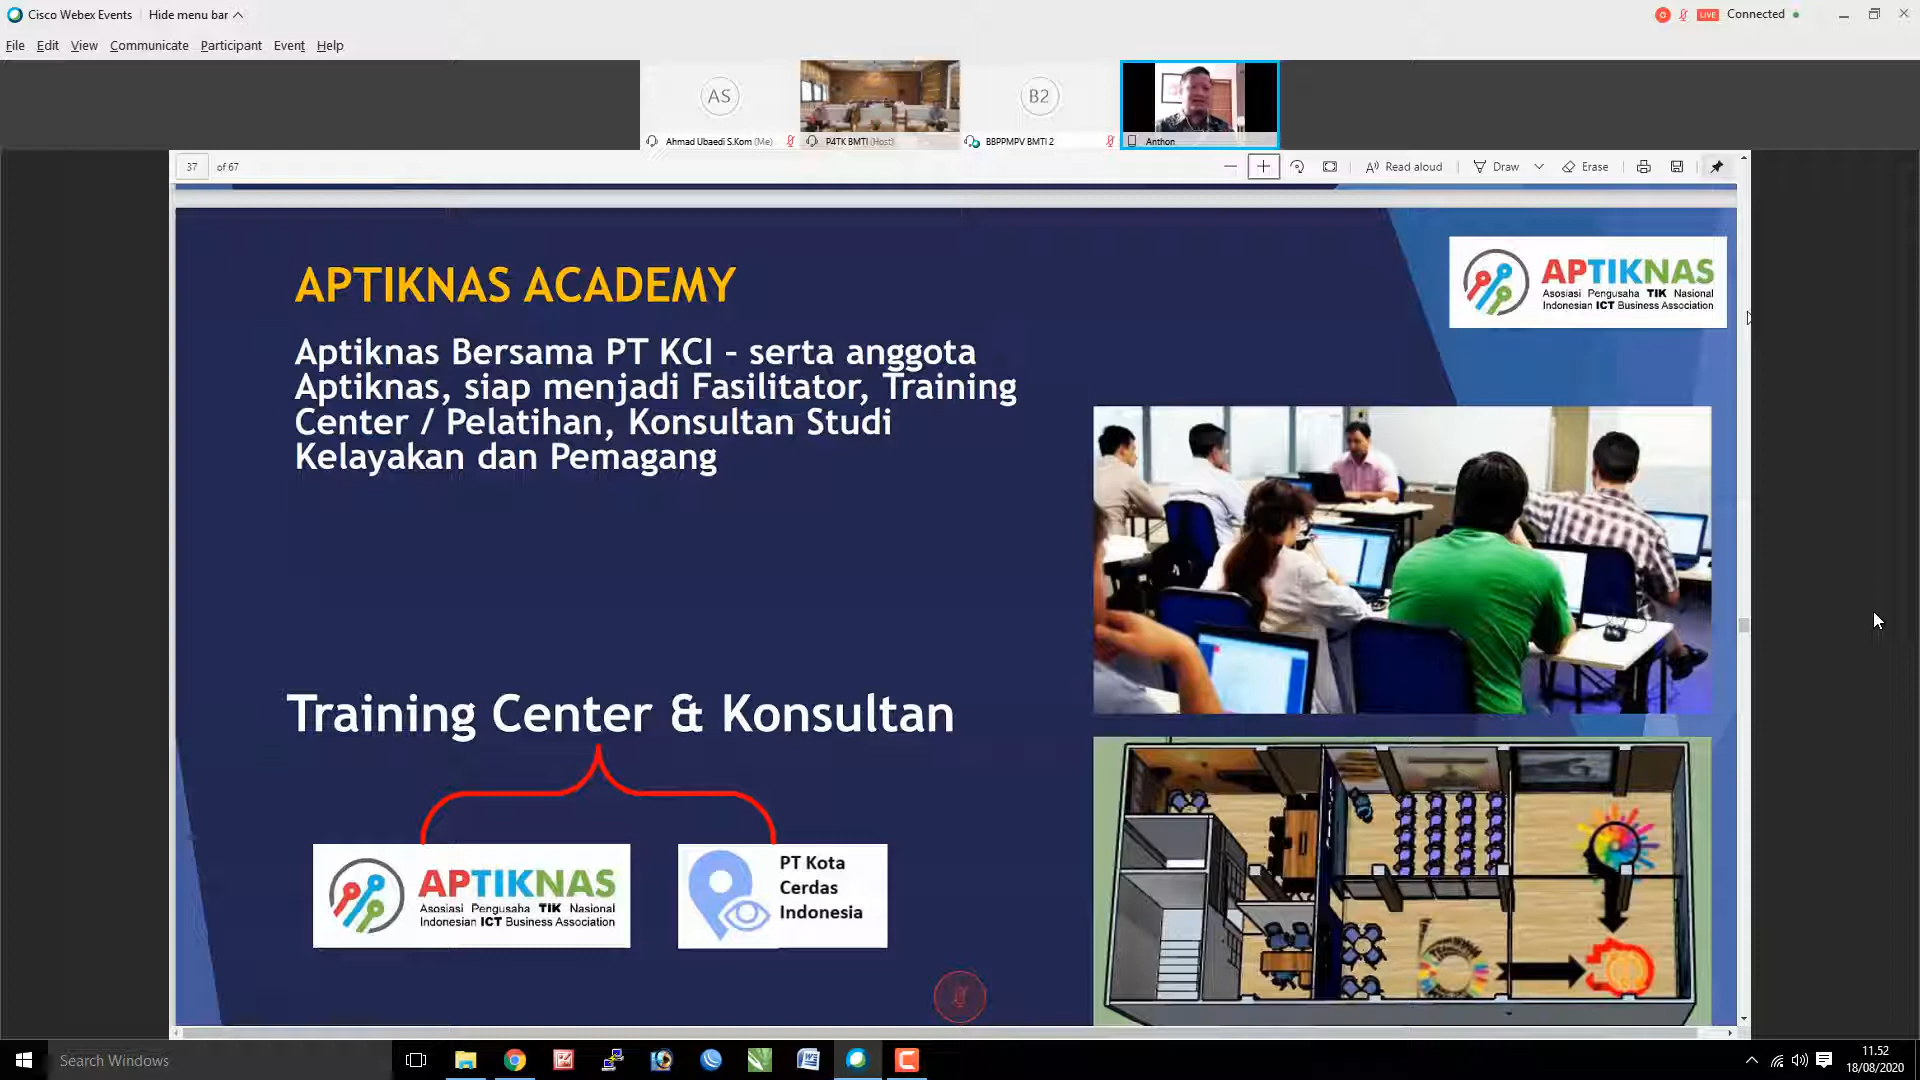 Cisco Webex Events
Hide menu bar
LIVE
Connected
File Edit View Communicate Participant Event Help
AS
B2
Ahmad Ubaedi S.Kom (Me)
P4TK BMTI (Host)
BBPPMPV BMTI 2
Anthon
37 of 67
Read aloud
Draw
Erase
APTIKNAS ACADEMY
APTIKNAS
Asosiasi Pengusaha TIK Nasional
Indonesian ICT Business Association
Aptiknas Bersama PT KCI - serta anggota
Aptiknas, siap menjadi Fasilitator, Training
Center / Pelatihan, Konsultan Studi
Kelayakan dan Pemagang
Training Center & Konsultan
APTIKNAS
Asosiasi Pengusaha TIK Nasional
Indonesian ICT Business Association
PT Kota
Cerdas
Indonesia
Search Windows
11.52
18/08/2020